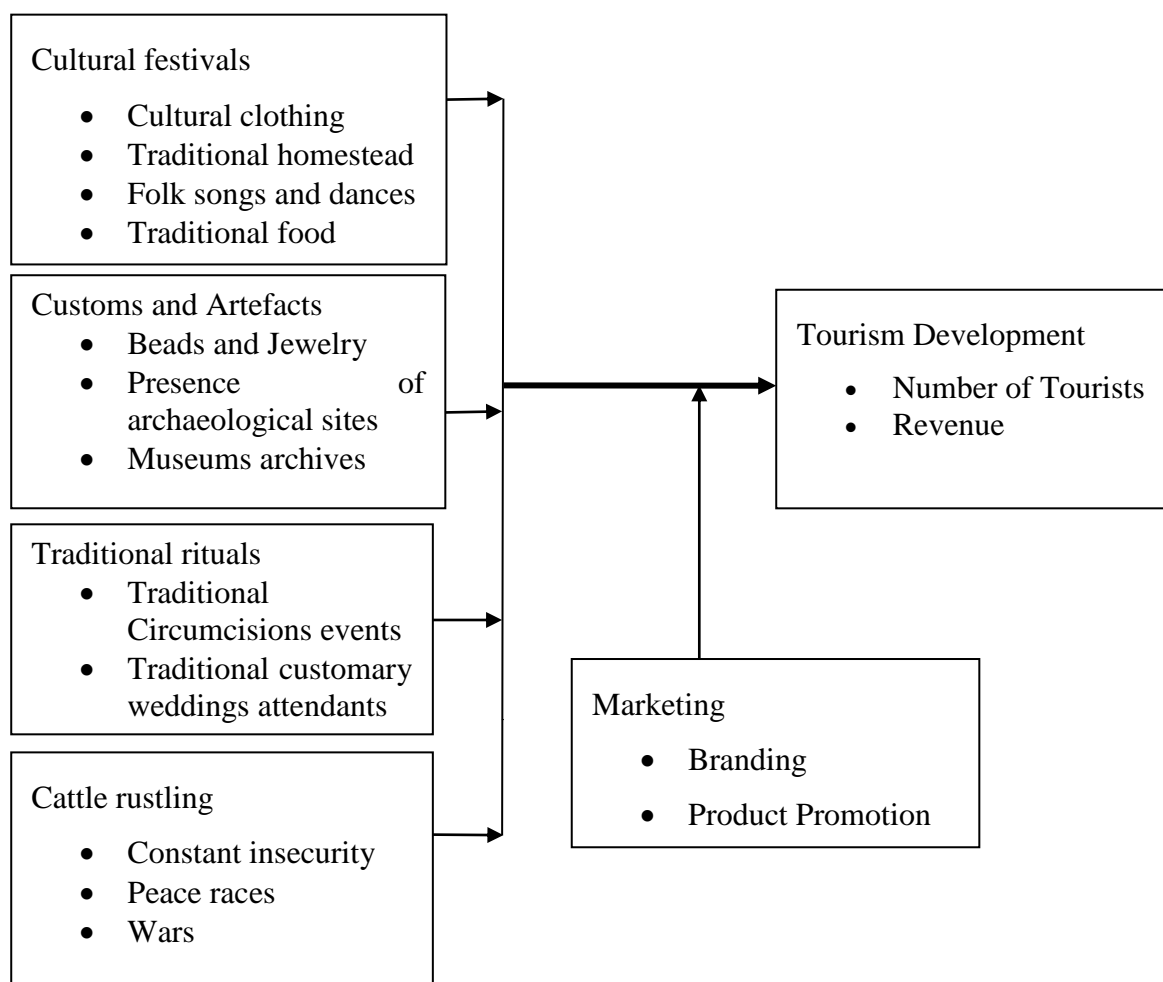 Cultural festivals
• Cultural clothing
• Traditional homestead
• Folk songs and dances
• Traditional food
Customs and Artefacts
• Beads and Jewelry
• Presence of
archaeological sites
• Museums archives
Traditional rituals
• Traditional
Circumcisions events
• Traditional customary
weddings attendants
Cattle rustling
• Constant insecurity
• Peace races
• Wars
Tourism Development
• Number of Tourists
• Revenue
Marketing
• Branding
• Product Promotion